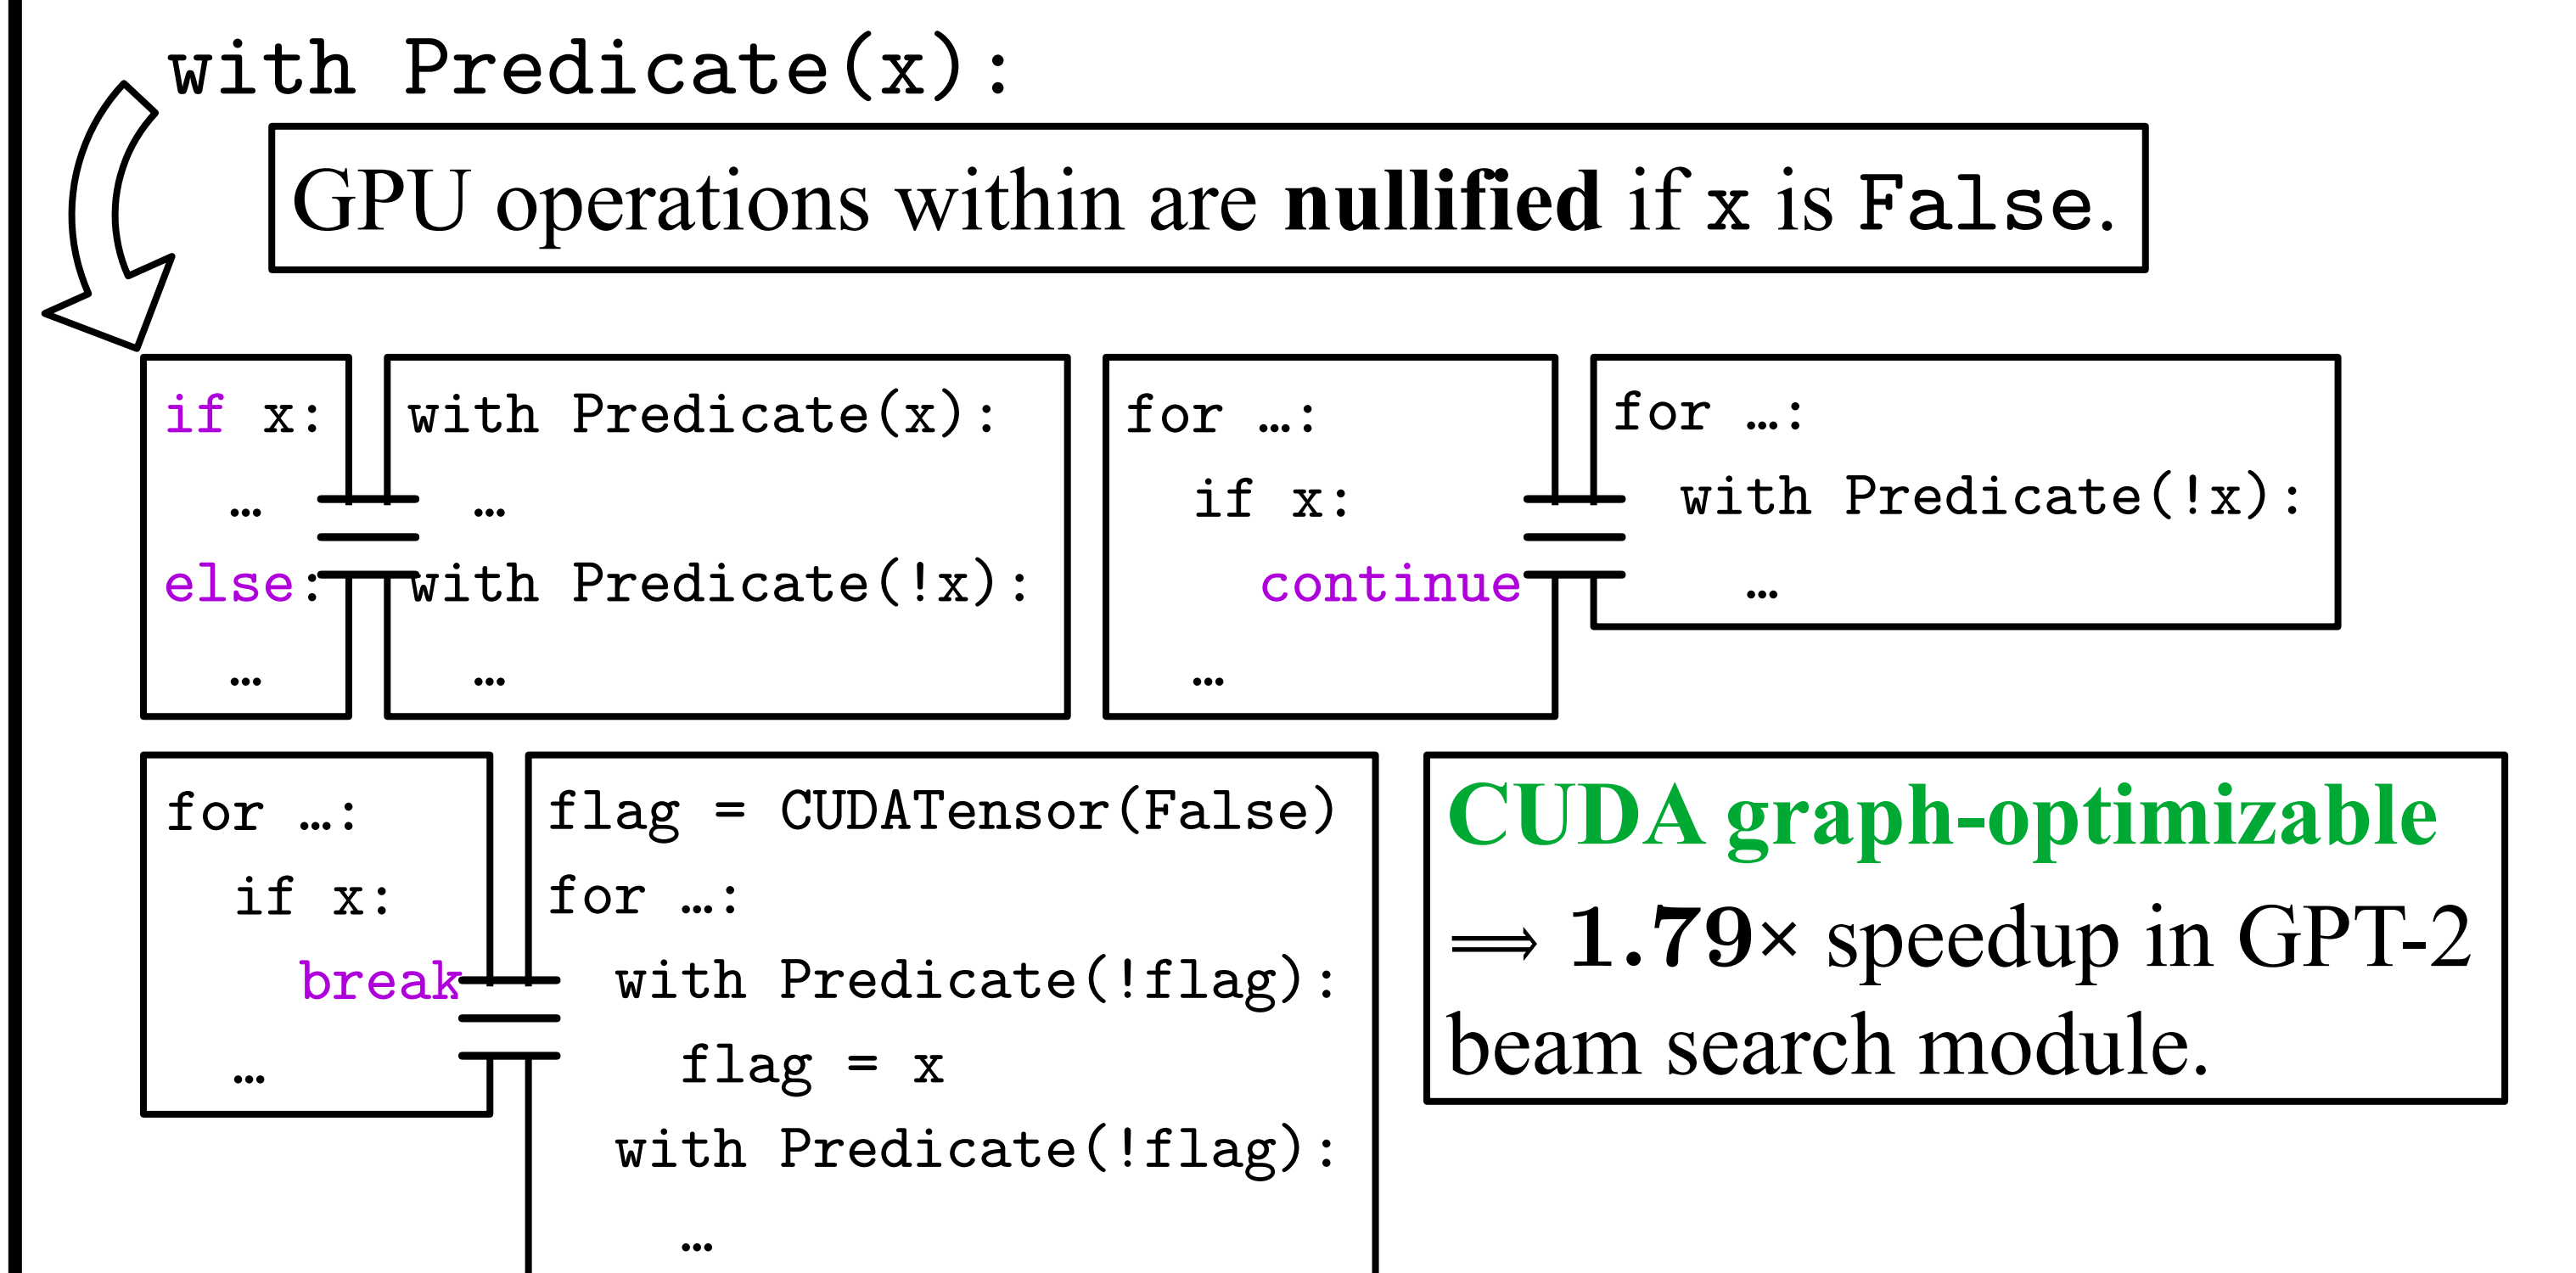 with Predicate(x):
GPU operations within are nullified if x is False.
if x:
…
else:
…
with Predicate(x):
…
with Predicate(!x):
…
for …:
if x:
continue
…
for …:
with Predicate(!x):
…
for …:
if x:
break
…
flag = CUDATensor(False)
for …:
with Predicate(!flag):
flag = x
with Predicate(!flag):
…
CUDA graph-optimizable
⟹ 1.79× speedup in GPT-2
beam search module.